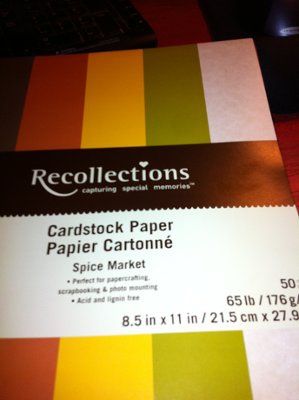 Recollections
capturing special memories™
Cardstock Paper
Papier Cartonné
Spice Market
• Perfect for papercrafting,
scrapbooking & photo mounting
• Acid and lignin free
50
65 lb / 176 g/
8.5 in x 11 in / 21.5 cm x 27.9